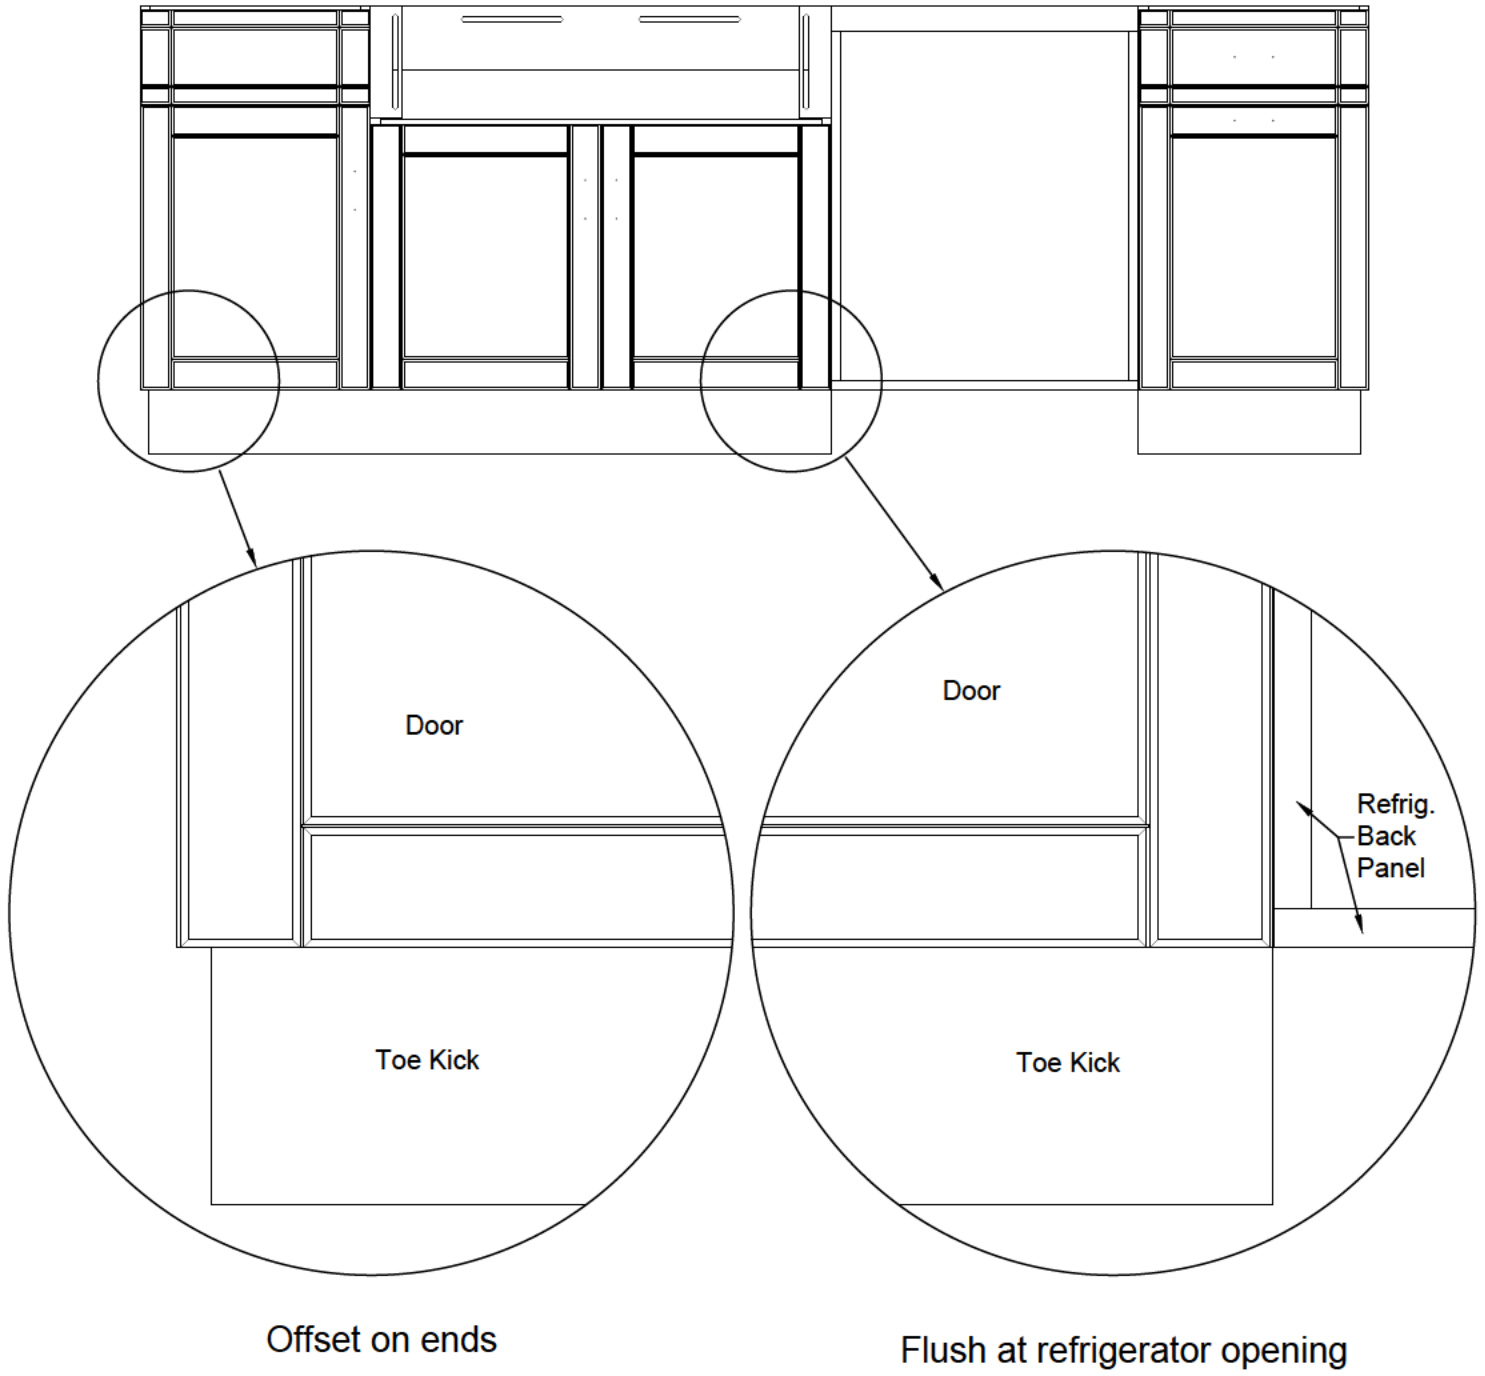 Door
Toe Kick
Offset on ends
Door
Refrig.
Back
Panel
Toe Kick
Flush at refrigerator opening